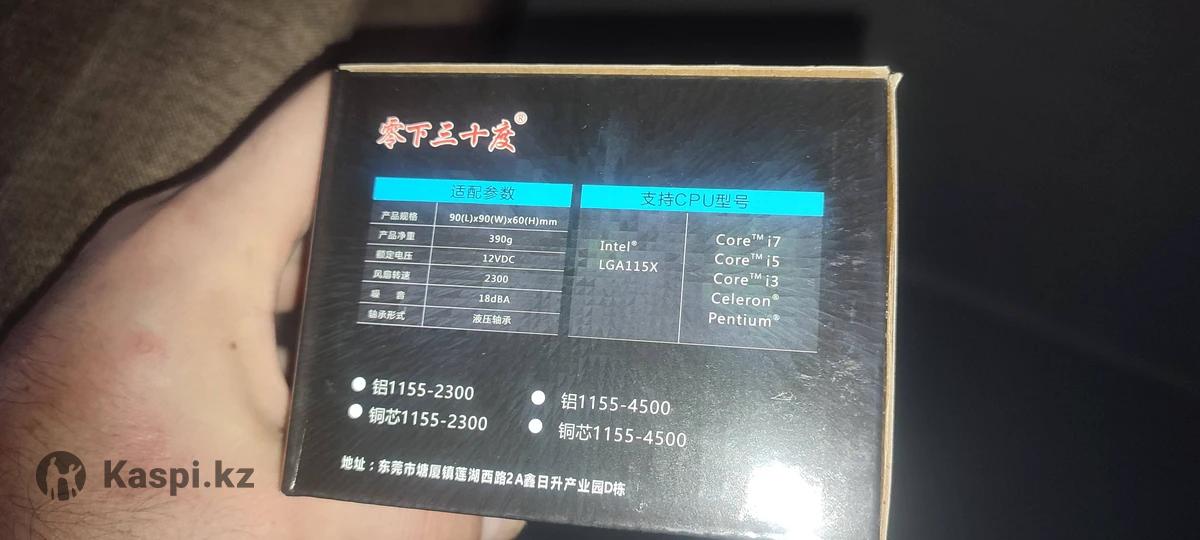 零下三十度®
适配参数
产品规格 90(L)x90(W)x60(H)mm
产品净重 390g
额定电压 12VDC
风扇转速 2300
噪 音 18dBA
轴承形式 液压轴承
支持CPU型号
Intel®
LGA115X
Core™ i7
Core™ i5
Core™ i3
Celeron®
Pentium®
铝1155-2300
铝1155-4500
铜芯1155-2300
铜芯1155-4500
地址：东莞市塘厦镇莲湖西路2A鑫日升产业园D栋
Kaspi.kz